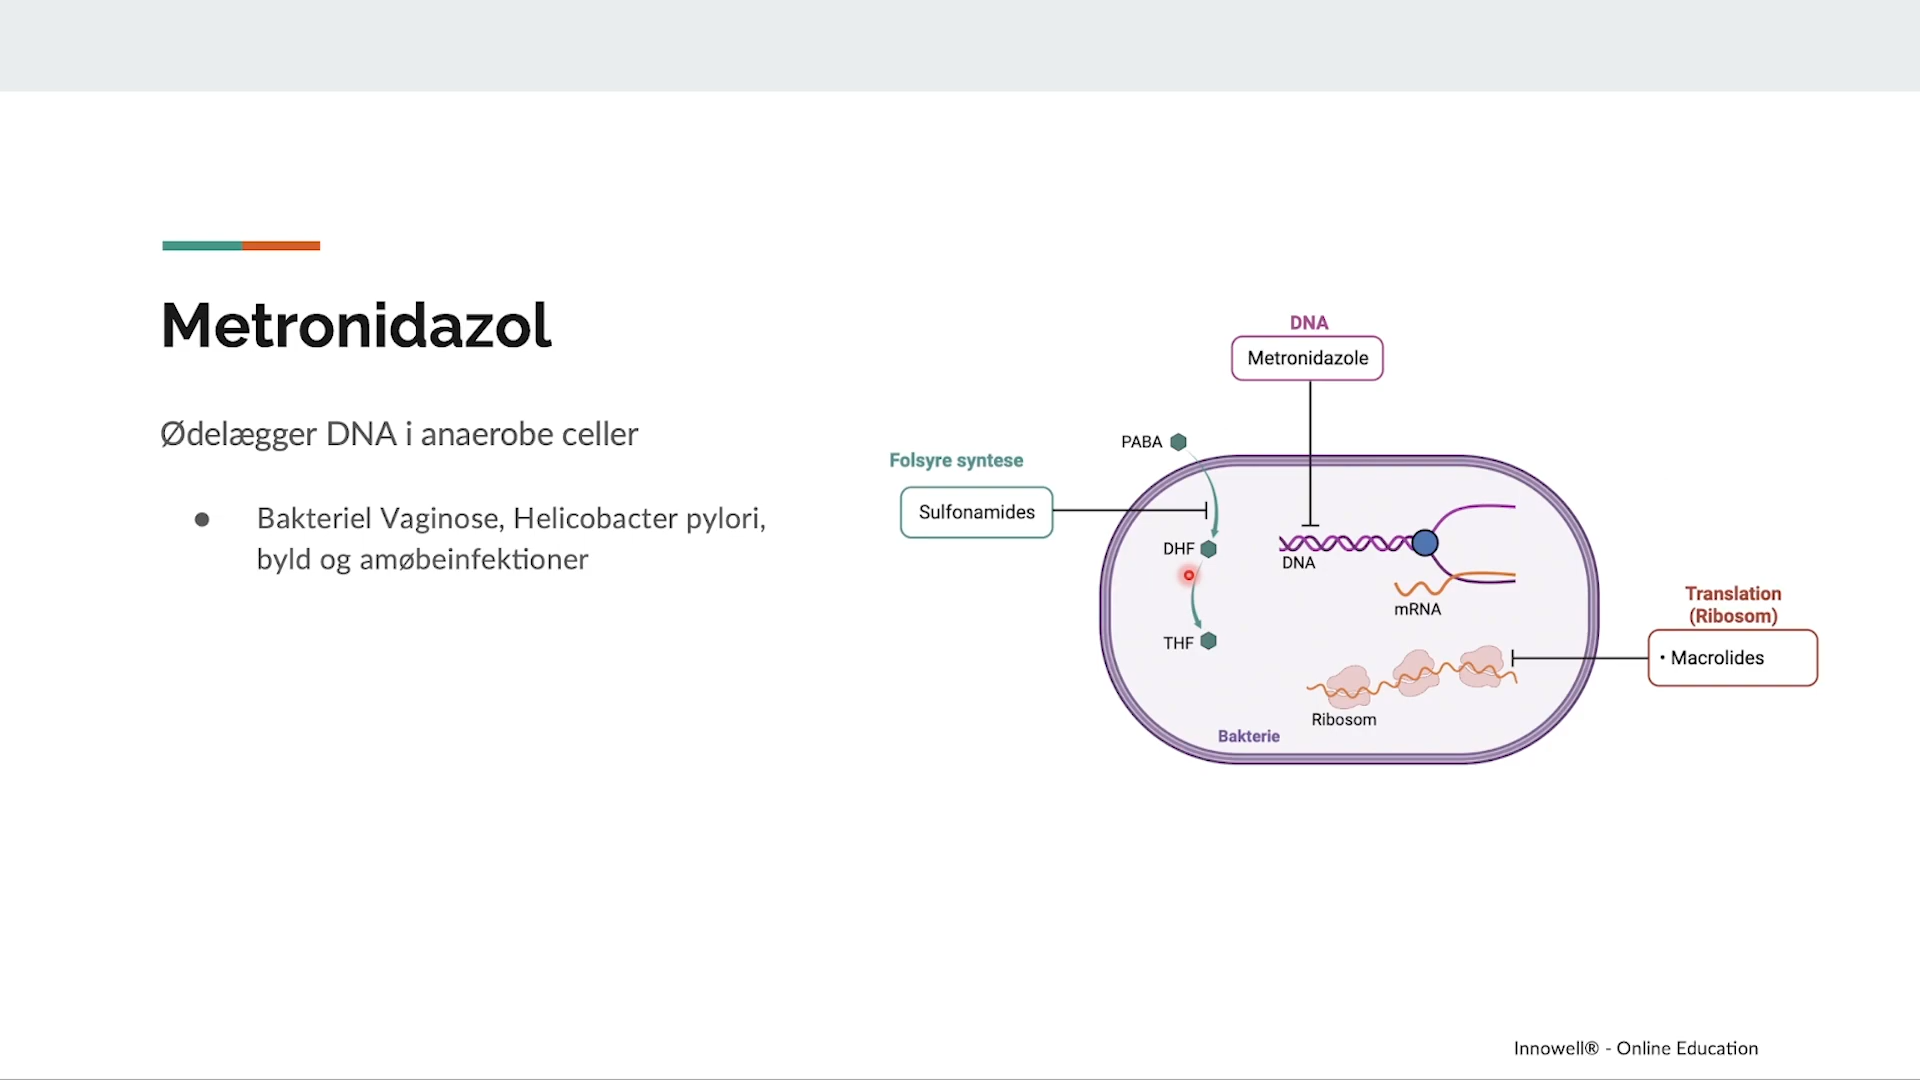 Metronidazol
Ødelægger DNA i anaerobe celler
● Bakteriel Vaginose, Helicobacter pylori,
byld og amøbeinfektioner
DNA
Metronidazole
PABA
Folsyre syntese
Sulfonamides
DHF
THF
DNA
mRNA
Ribosom
Bakterie
Translation
(Ribosom)
• Macrolides
Innowell® - Online Education